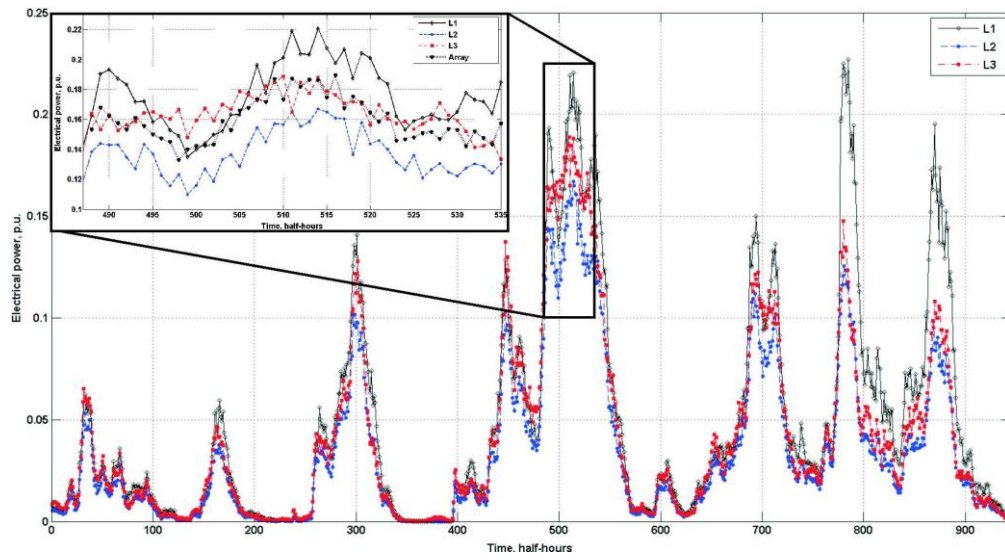 0.25
0.2
0.15
0.1
0.05
0
Electrical power, p.u.
0 100 200 300 400 500 600 700 800 900
Time, half-hours
L1
L2
L3
0.22
0.2
0.18
0.16
0.14
0.12
0.1
Electrical power, p.u.
490 495 500 505 510 515 520 525 530 535
Time, half-hours
L1
L2
L3
Array